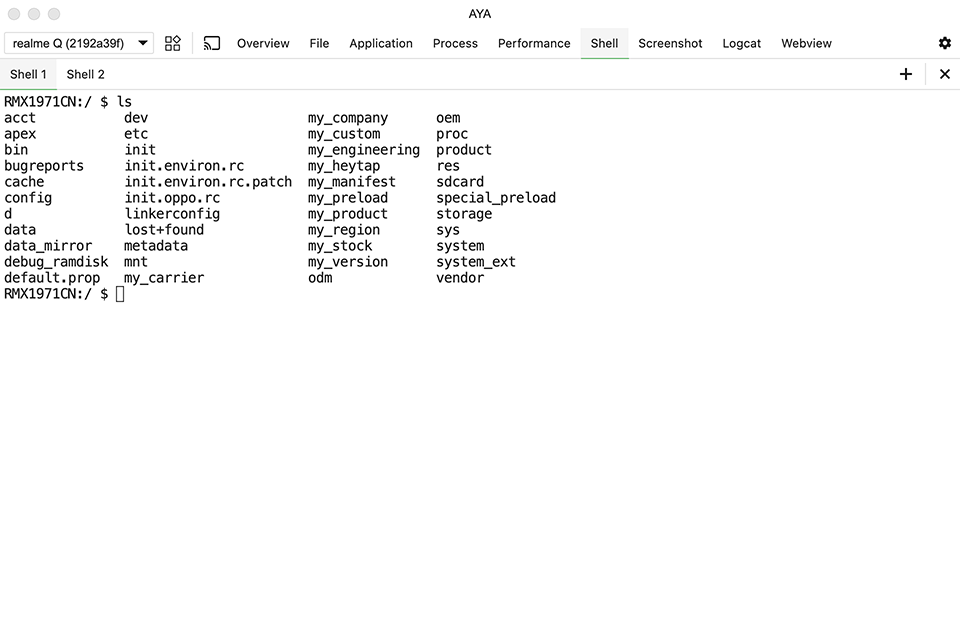 AYA
realme Q (2192a39f) Overview File Application Process Performance Shell Screenshot Logcat Webview
Shell 1 Shell 2
RMX1971CN:/ $ ls
acct dev my_company oem
apex etc my_custom proc
bin init my_engineering product
bugreports init.environ.rc my_heytap res
cache init.environ.rc.patch my_manifest sdcard
config init.oppo.rc my_preload special_preload
d linkerconfig my_product storage
data lost+found my_region sys
data_mirror metadata my_stock system
debug_ramdisk mnt my_version system_ext
default.prop my_carrier odm vendor
RMX1971CN:/ $